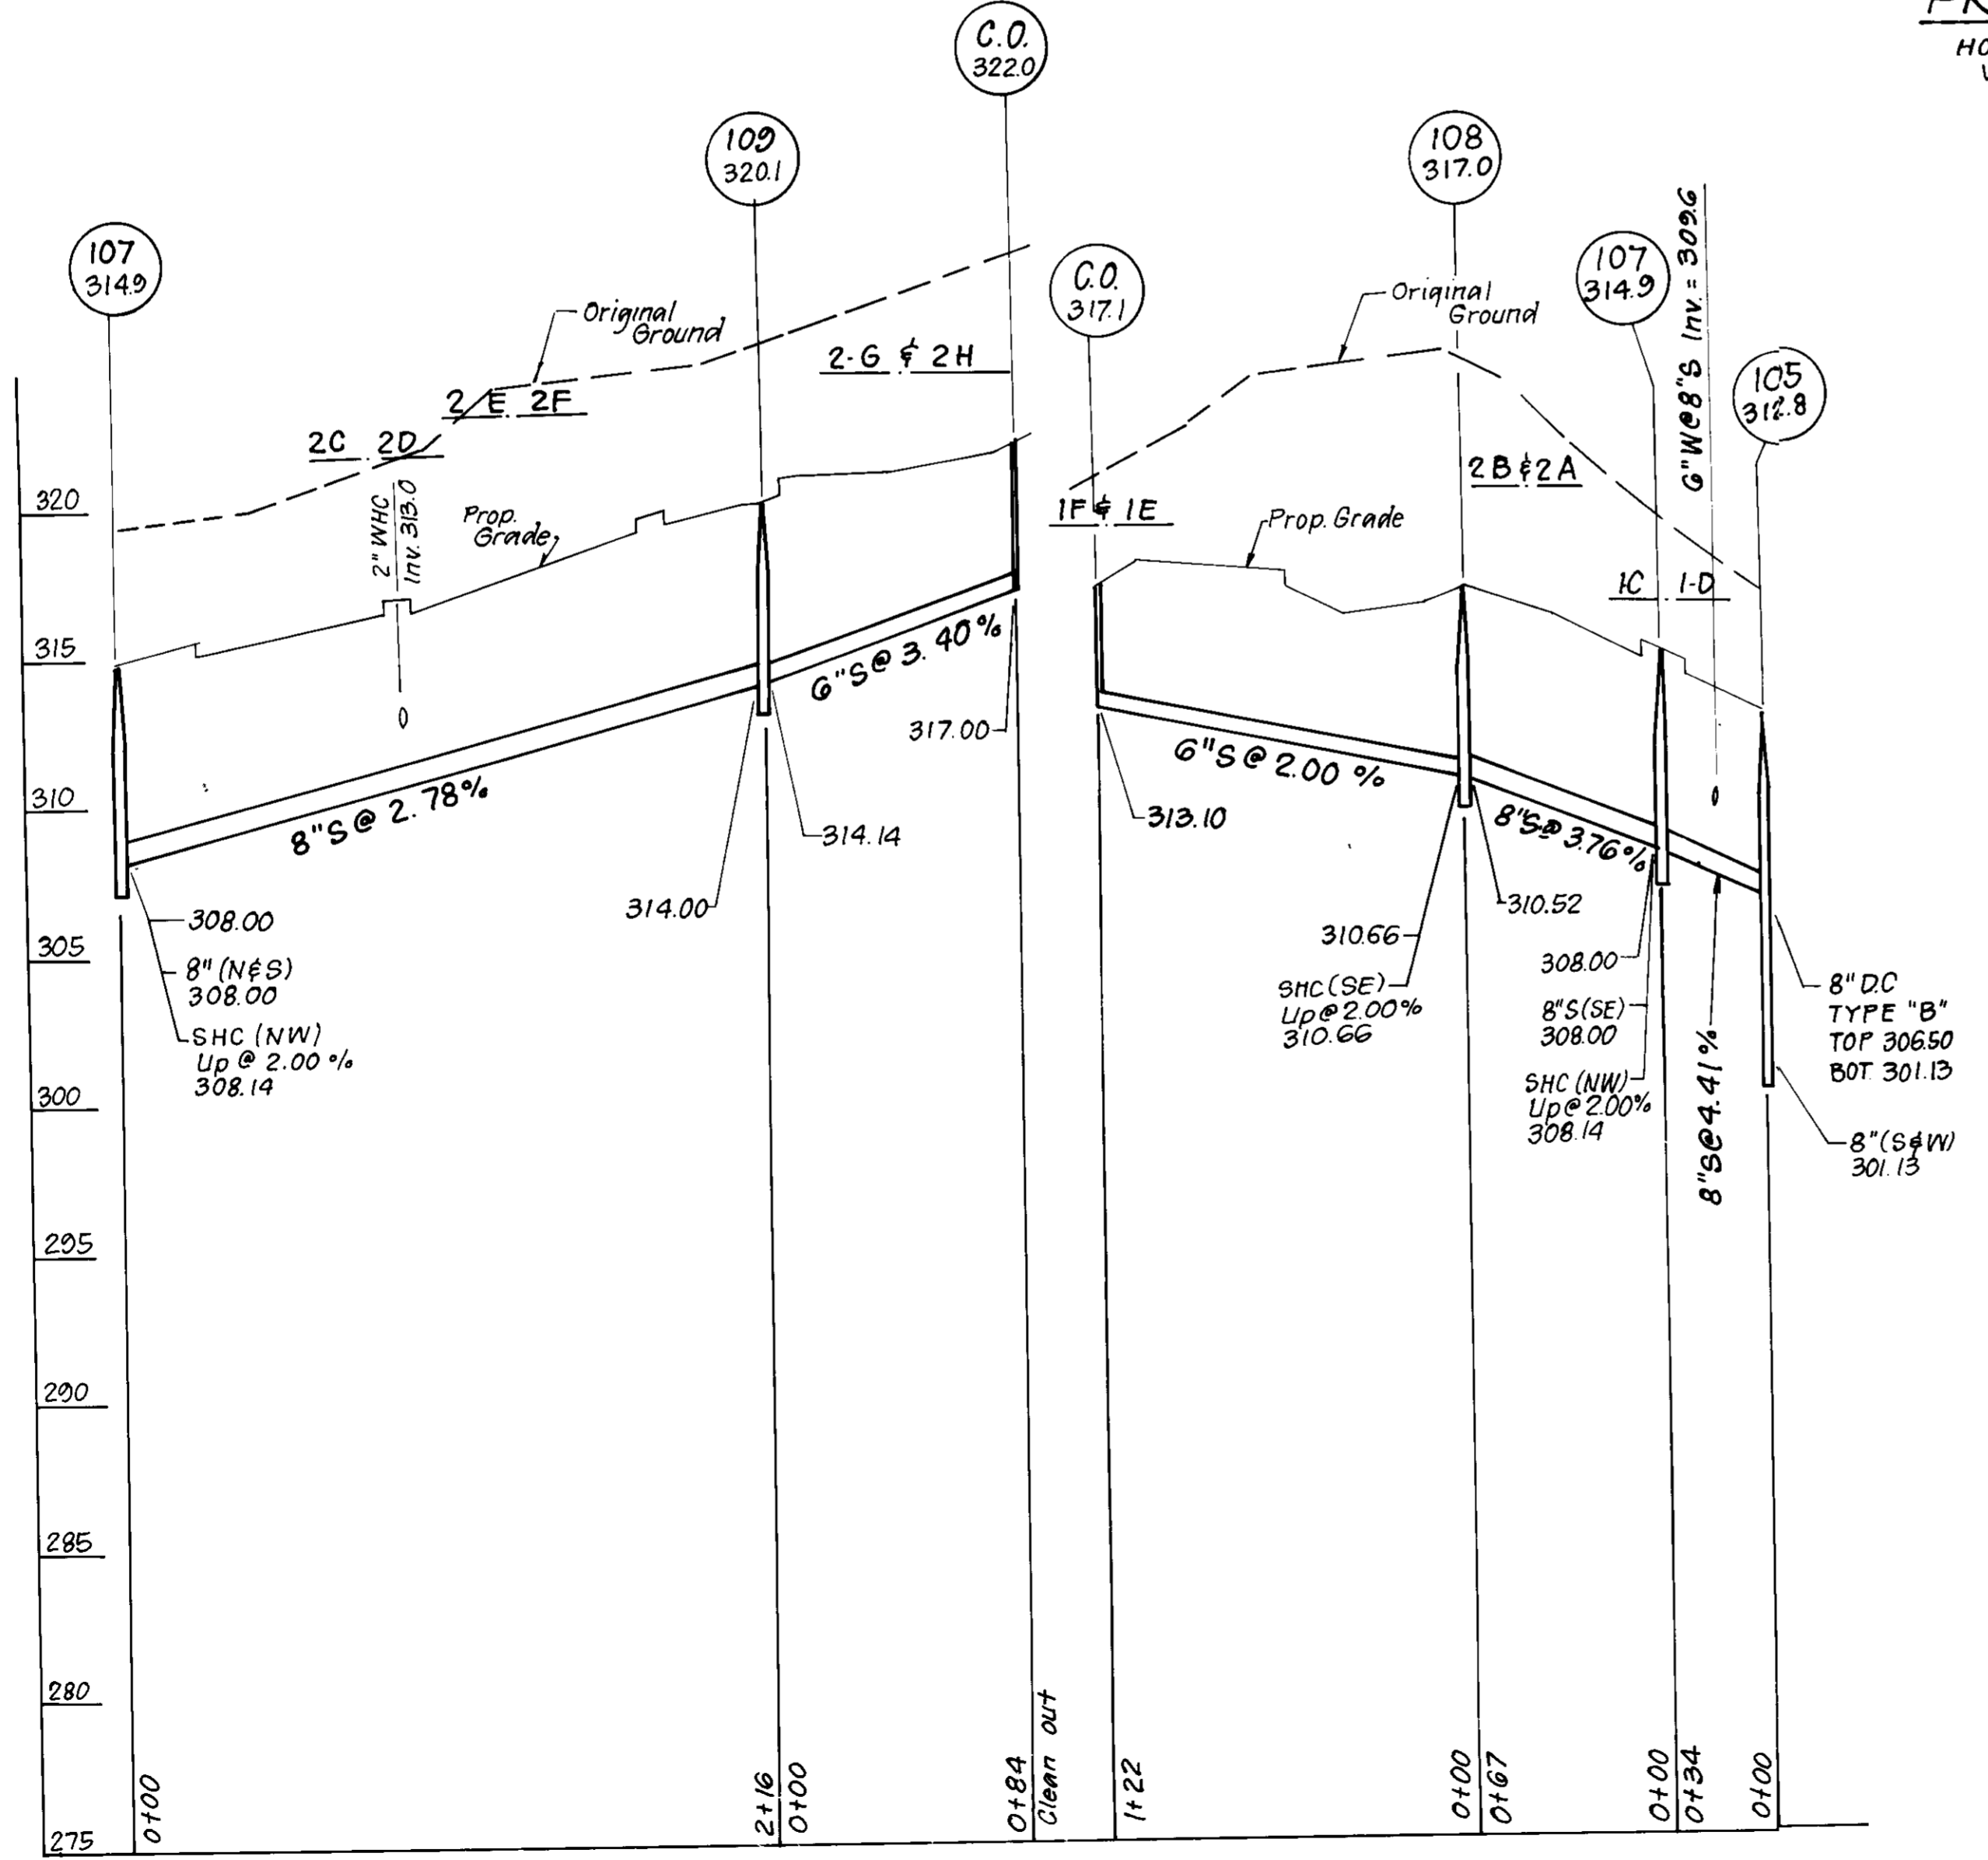 C.O.
322.0
109
320.1
108
317.0
107
314.9
C.O.
317.1
107
314.9
105
312.8
6"W@8"S Inv.= 309.6
Original
Ground
Original
Ground
2-G & 2H
2 E 2F
2C 2D
2" WHC
Inv. 313.0
Prop.
Grade
1F & 1E
Prop. Grade
2B & 2A
1C 1-D
320
315
310
305
300
295
290
285
280
275
8"S @ 2.78%
6"S @ 3.40%
6"S @ 2.00 %
8"S @ 3.76%
8"S@4.41%
317.00
314.14
314.00
313.10
308.00
8" (N&S)
308.00
SHC (NW)
Up @ 2.00 %
308.14
310.66
SHC (SE)
Up @ 2.00%
310.66
310.52
308.00
8"S (SE)
308.00
SHC (NW)
Up @ 2.00%
308.14
8" D.C
TYPE "B"
TOP 306.50
BOT. 301.13
8" (S&W)
301.13
0+00
2+16
0+00
0+84
Clean out
1+22
0+00
0+67
0+00
0+34
0+00